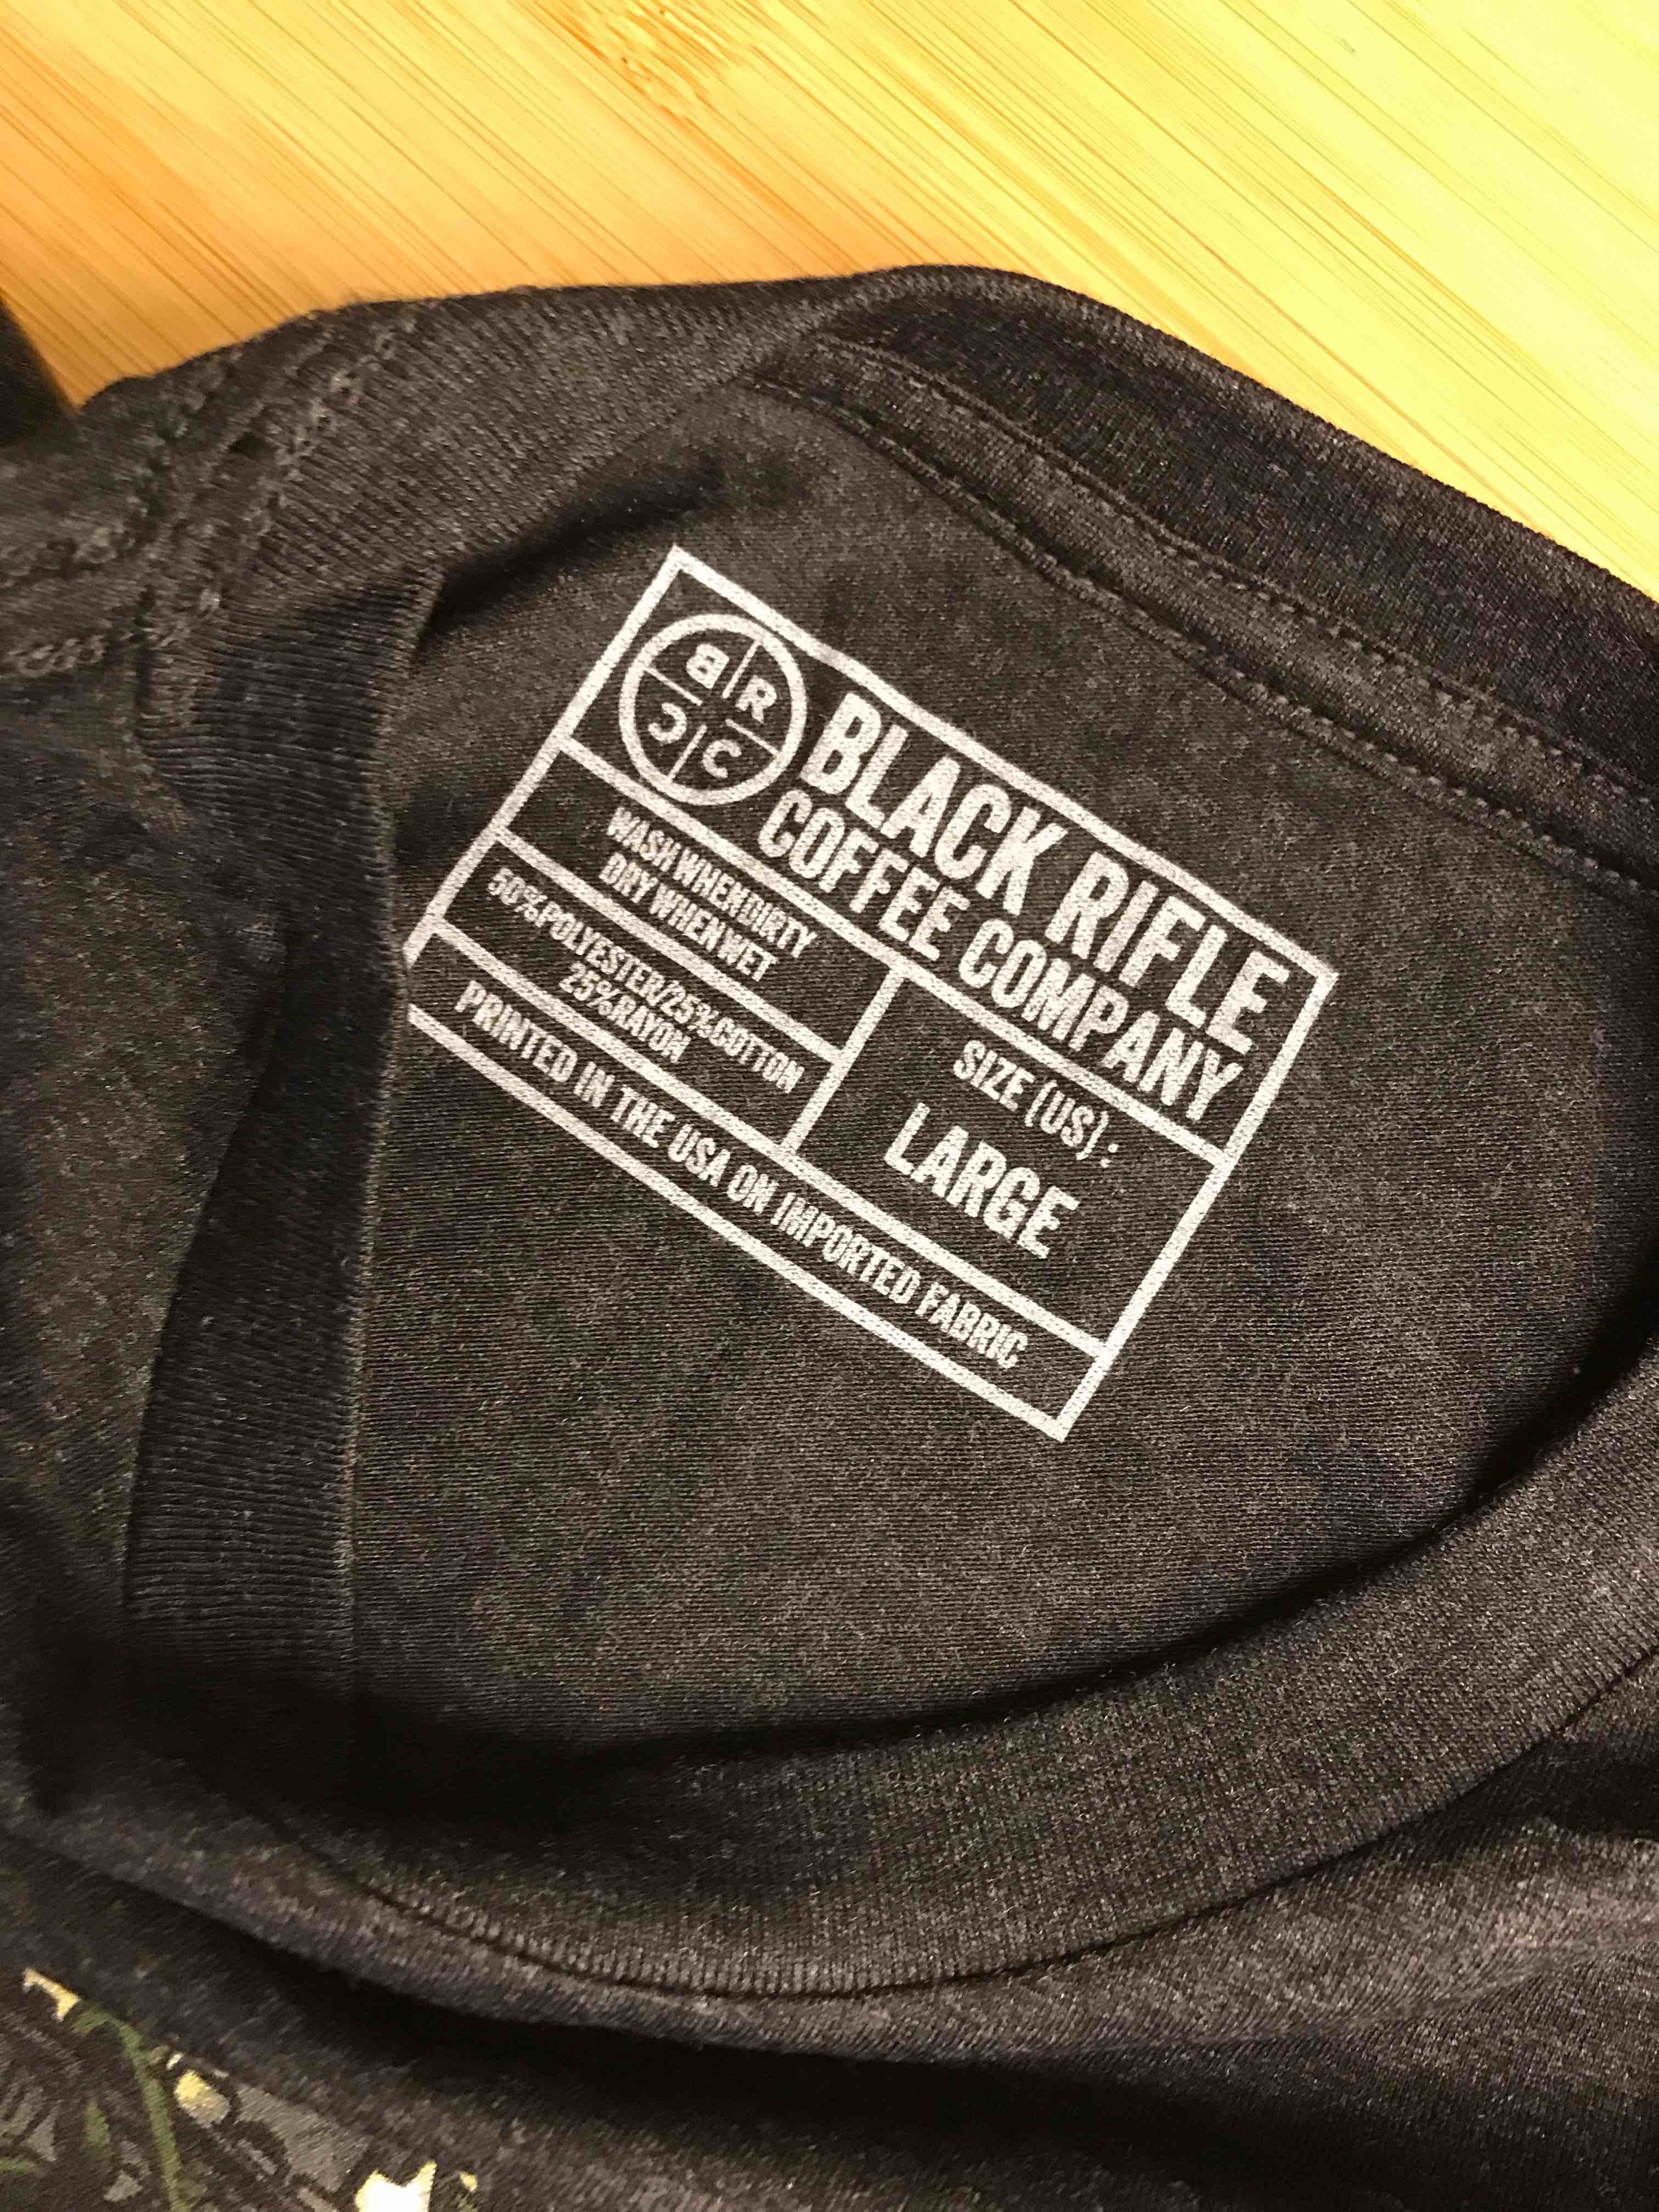 B R
C C
BLACK RIFLE
COFFEE COMPANY
WASH WHEN DIRTY
DRY WHEN WET
50%POLYESTER/25%COTTON
25%RAYON
SIZE (US):
LARGE
PRINTED IN THE USA ON IMPORTED FABRIC